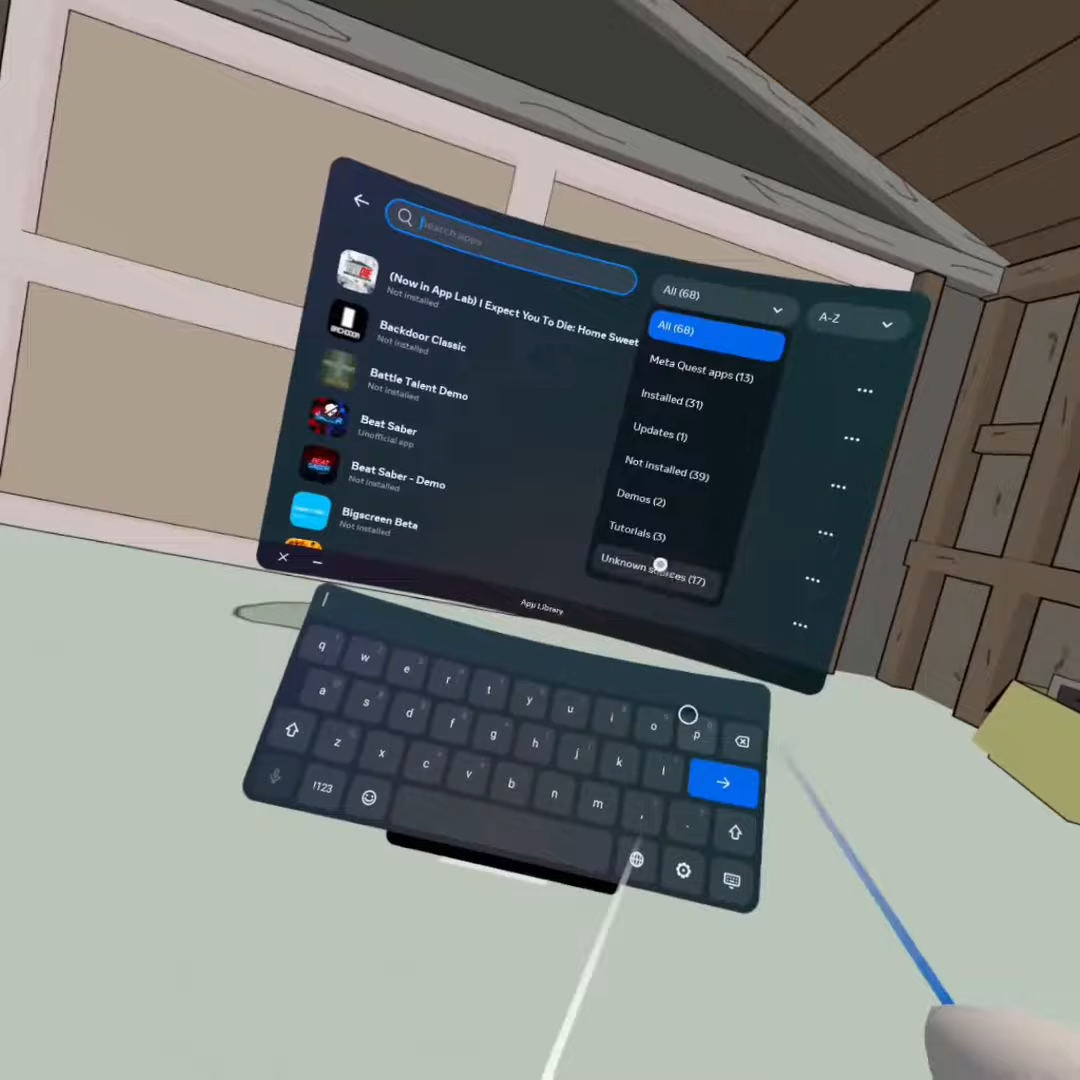 Search apps
All (68)
A-Z
(Now in App Lab) I Expect You To Die: Home Sweet
Not installed
Backdoor Classic
Not installed
Battle Talent Demo
Not installed
Beat Saber
Unofficial app
Beat Saber - Demo
Not installed
Bigscreen Beta
Not installed
All (68)
Meta Quest apps (13)
Installed (31)
Updates (1)
Not installed (39)
Demos (2)
Tutorials (3)
Unknown sources (17)
App Library
q w e r t y u i o p
a s d f g h j k l
z x c v b n m , .
!123